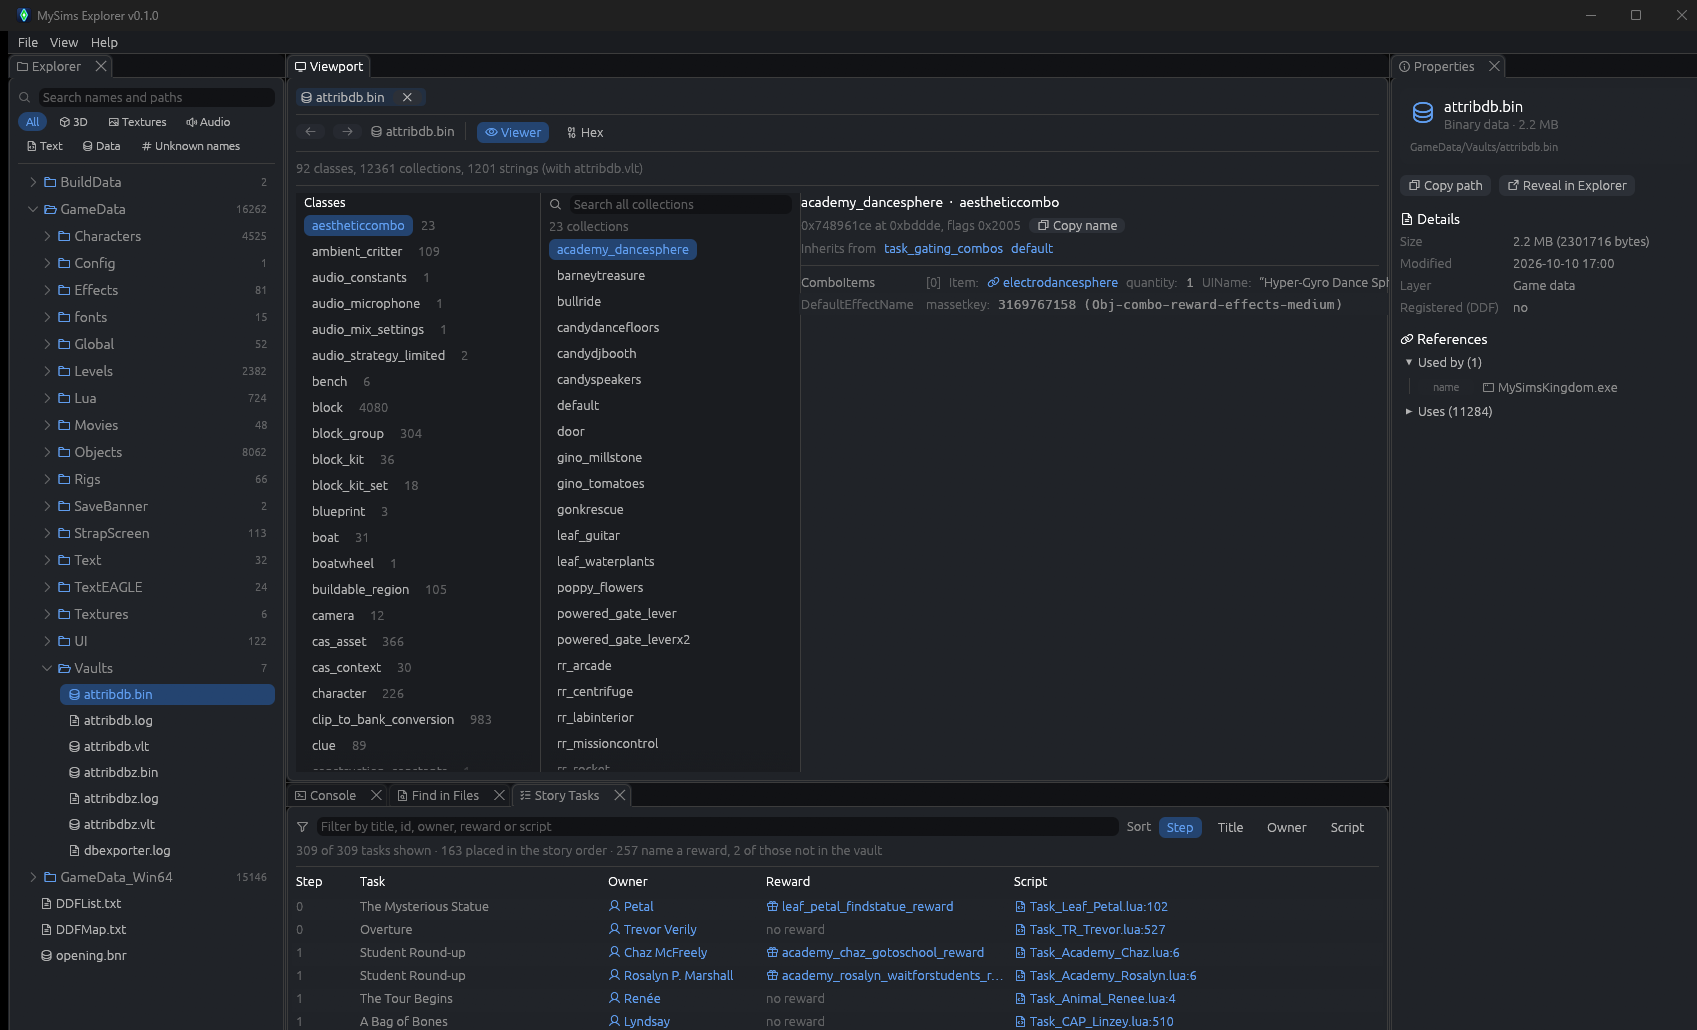 MySims Explorer v0.1.0
File View Help
Explorer
Search names and paths
All 3D Textures Audio
Text Data # Unknown names
BuildData 2
GameData 16262
Characters 4525
Config 1
Effects 81
fonts 15
Global 52
Levels 2382
Lua 724
Movies 48
Objects 8062
Rigs 66
SaveBanner 2
StrapScreen 113
Text 32
TextEAGLE 24
Textures 6
UI 122
Vaults 7
attribdb.bin
attribdb.log
attribdb.vlt
attribdbz.bin
attribdbz.log
attribdbz.vlt
dbexporter.log
GameData_Win64 15146
DDFList.txt
DDFMap.txt
opening.bnr
Viewport
attribdb.bin
attribdb.bin Viewer Hex
92 classes, 12361 collections, 1201 strings (with attribdb.vlt)
Classes
aestheticcombo 23
ambient_critter 109
audio_constants 1
audio_microphone 1
audio_mix_settings 1
audio_strategy_limited 2
bench 6
block 4080
block_group 304
block_kit 36
block_kit_set 18
blueprint 3
boat 31
boatwheel 1
buildable_region 105
camera 12
cas_asset 366
cas_context 30
character 226
clip_to_bank_conversion 983
clue 89
Search all collections
23 collections
academy_dancesphere
barneytreasure
bullride
candydancefloors
candydjbooth
candyspeakers
default
door
gino_millstone
gino_tomatoes
gonkrescue
leaf_guitar
leaf_waterplants
poppy_flowers
powered_gate_lever
powered_gate_leverx2
rr_arcade
rr_centrifuge
rr_labinterior
rr_missioncontrol
rr_rocket
academy_dancesphere · aestheticcombo
0x748961ce at 0xbddde, flags 0x2005 Copy name
Inherits from task_gating_combos default
ComboItems [0] Item: electrodancesphere quantity: 1 UIName: "Hyper-Gyro Dance Sph
DefaultEffectName massetkey: 3169767158 (Obj-combo-reward-effects-medium)
Console Find in Files Story Tasks
Filter by title, id, owner, reward or script Sort Step Title Owner Script
309 of 309 tasks shown · 163 placed in the story order · 257 name a reward, 2 of those not in the vault
Step Task Owner Reward Script
0 The Mysterious Statue Petal leaf_petal_findstatue_reward Task_Leaf_Petal.lua:102
0 Overture Trevor Verily no reward Task_TR_Trevor.lua:527
1 Student Round-up Chaz McFreely academy_chaz_gotoschool_reward Task_Academy_Chaz.lua:6
1 Student Round-up Rosalyn P. Marshall academy_rosalyn_waitforstudents_r... Task_Academy_Rosalyn.lua:6
1 The Tour Begins Renée no reward Task_Animal_Renee.lua:4
1 A Bag of Bones Lyndsay no reward Task_CAP_Linzey.lua:510
Properties
attribdb.bin
Binary data · 2.2 MB
GameData/Vaults/attribdb.bin
Copy path Reveal in Explorer
Details
Size 2.2 MB (2301716 bytes)
Modified 2026-10-10 17:00
Layer Game data
Registered (DDF) no
References
Used by (1)
name MySimsKingdom.exe
Uses (11284)